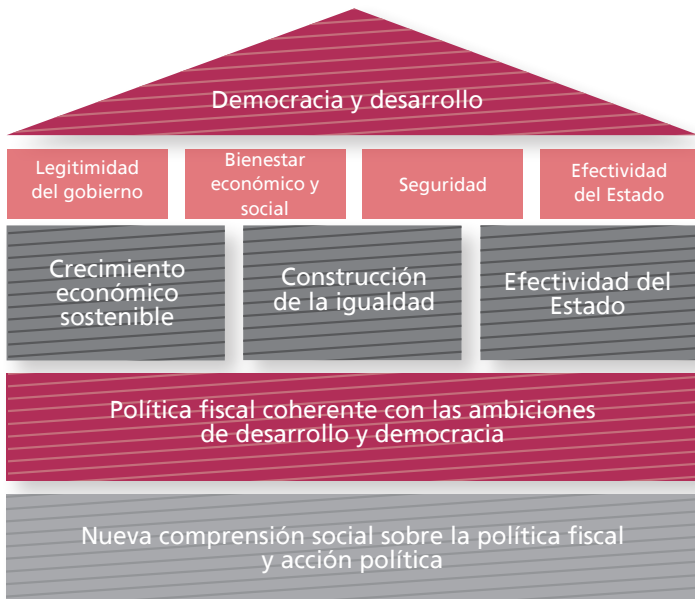 Democracia y desarrollo
Legitimidad
del gobierno
Bienestar
económico y
social
Seguridad
Efectividad
del Estado
Crecimiento
económico
sostenible
Construcción
de la igualdad
Efectividad del
Estado
Política fiscal coherente con las ambiciones
de desarrollo y democracia
Nueva comprensión social sobre la política fiscal
y acción política